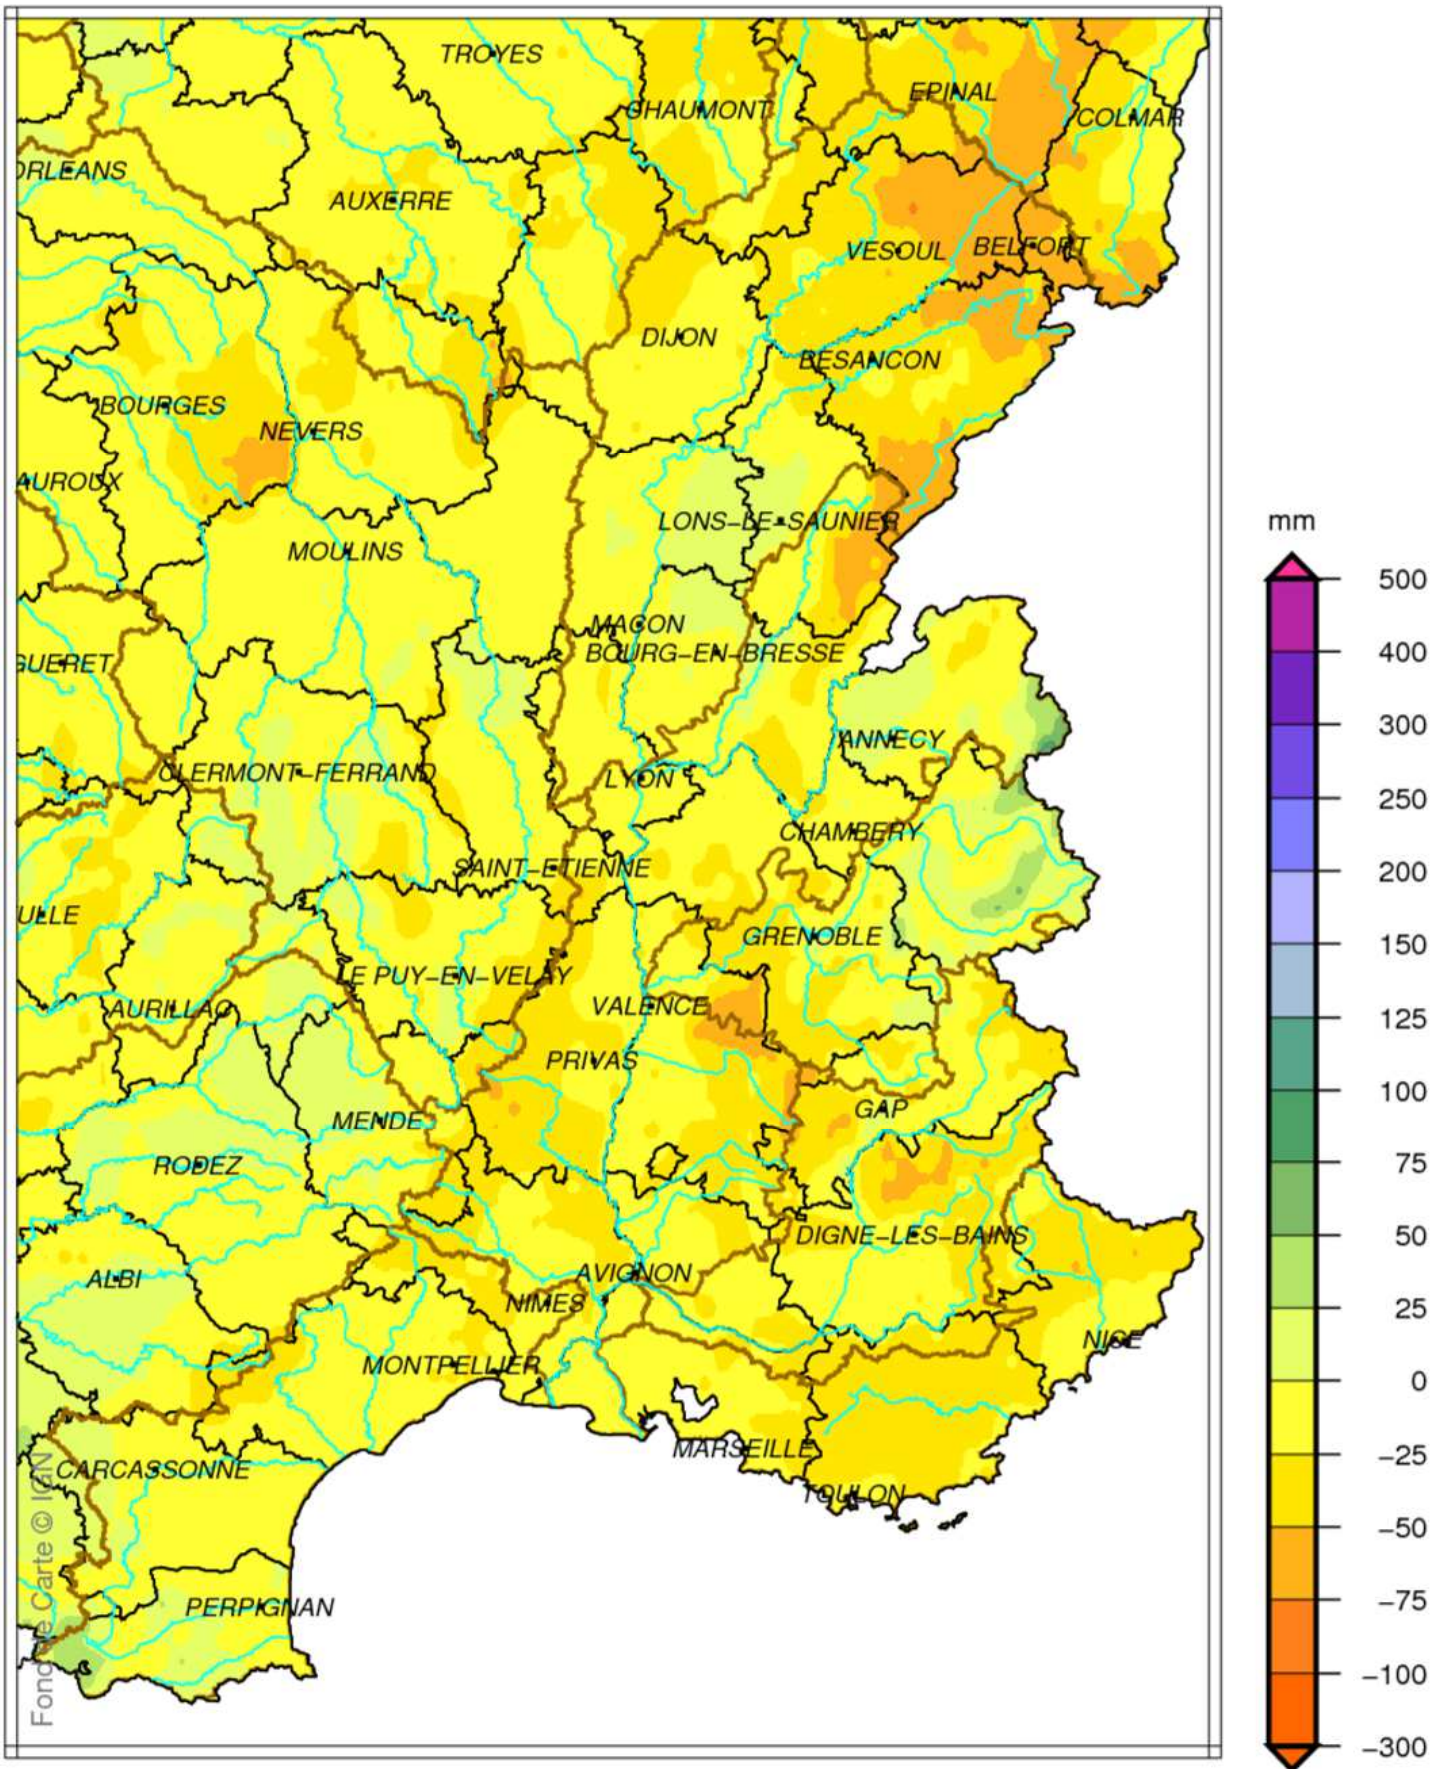 TROYES
EPINAL
CHAUMONT
COLMAR
ORLEANS
AUXERRE
VESOUL
BELFORT
DIJON
BESANCON
BOURGES
NEVERS
AUROUX
LONS-LE-SAUNIER
mm
MOULINS
500
MACON
400
BOURG-EN-BRESSE
GUERET
300
ANNECY
CLERMONT-FERRAND
LYON
250
CHAMBERY
SAINT-ETIENNE
200
ULLE
GRENOBLE
150
LE PUY-EN-VELAY
AURILLAC
VALENCE
125
PRIVAS
100
GAP
MENDE
75
RODEZ
50
DIGNE-LES-BAINS
AVIGNON
ALBI
25
NIMES
NICE
MONTPELLIER
0
MARSEILLE
-25
CARCASSONNE
TOULON
-50
PERPIGNAN
-75
-100
-300
Fond de Carte © IGN